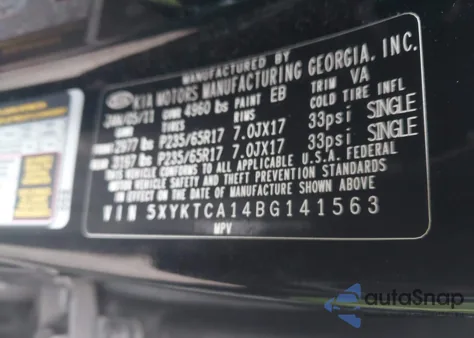 MANUFACTURED BY
KIA MOTORS MANUFACTURING GEORGIA, INC.
JAN/05/11 GVWR 4960 lbs PAINT EB TRIM VA
TIRES RIMS COLD TIRE INFL
2977 lbs P235/65R17 7.0JX17 33psi SINGLE
3197 lbs P235/65R17 7.0JX17 33psi SINGLE
THIS VEHICLE CONFORMS TO ALL APPLICABLE U.S.A. FEDERAL
MOTOR VEHICLE SAFETY AND THEFT PREVENTION STANDARDS
IN EFFECT ON THE DATE OF MANUFACTURE SHOWN ABOVE
VIN 5XYKTCA14BG141563
MPV
autoSnap